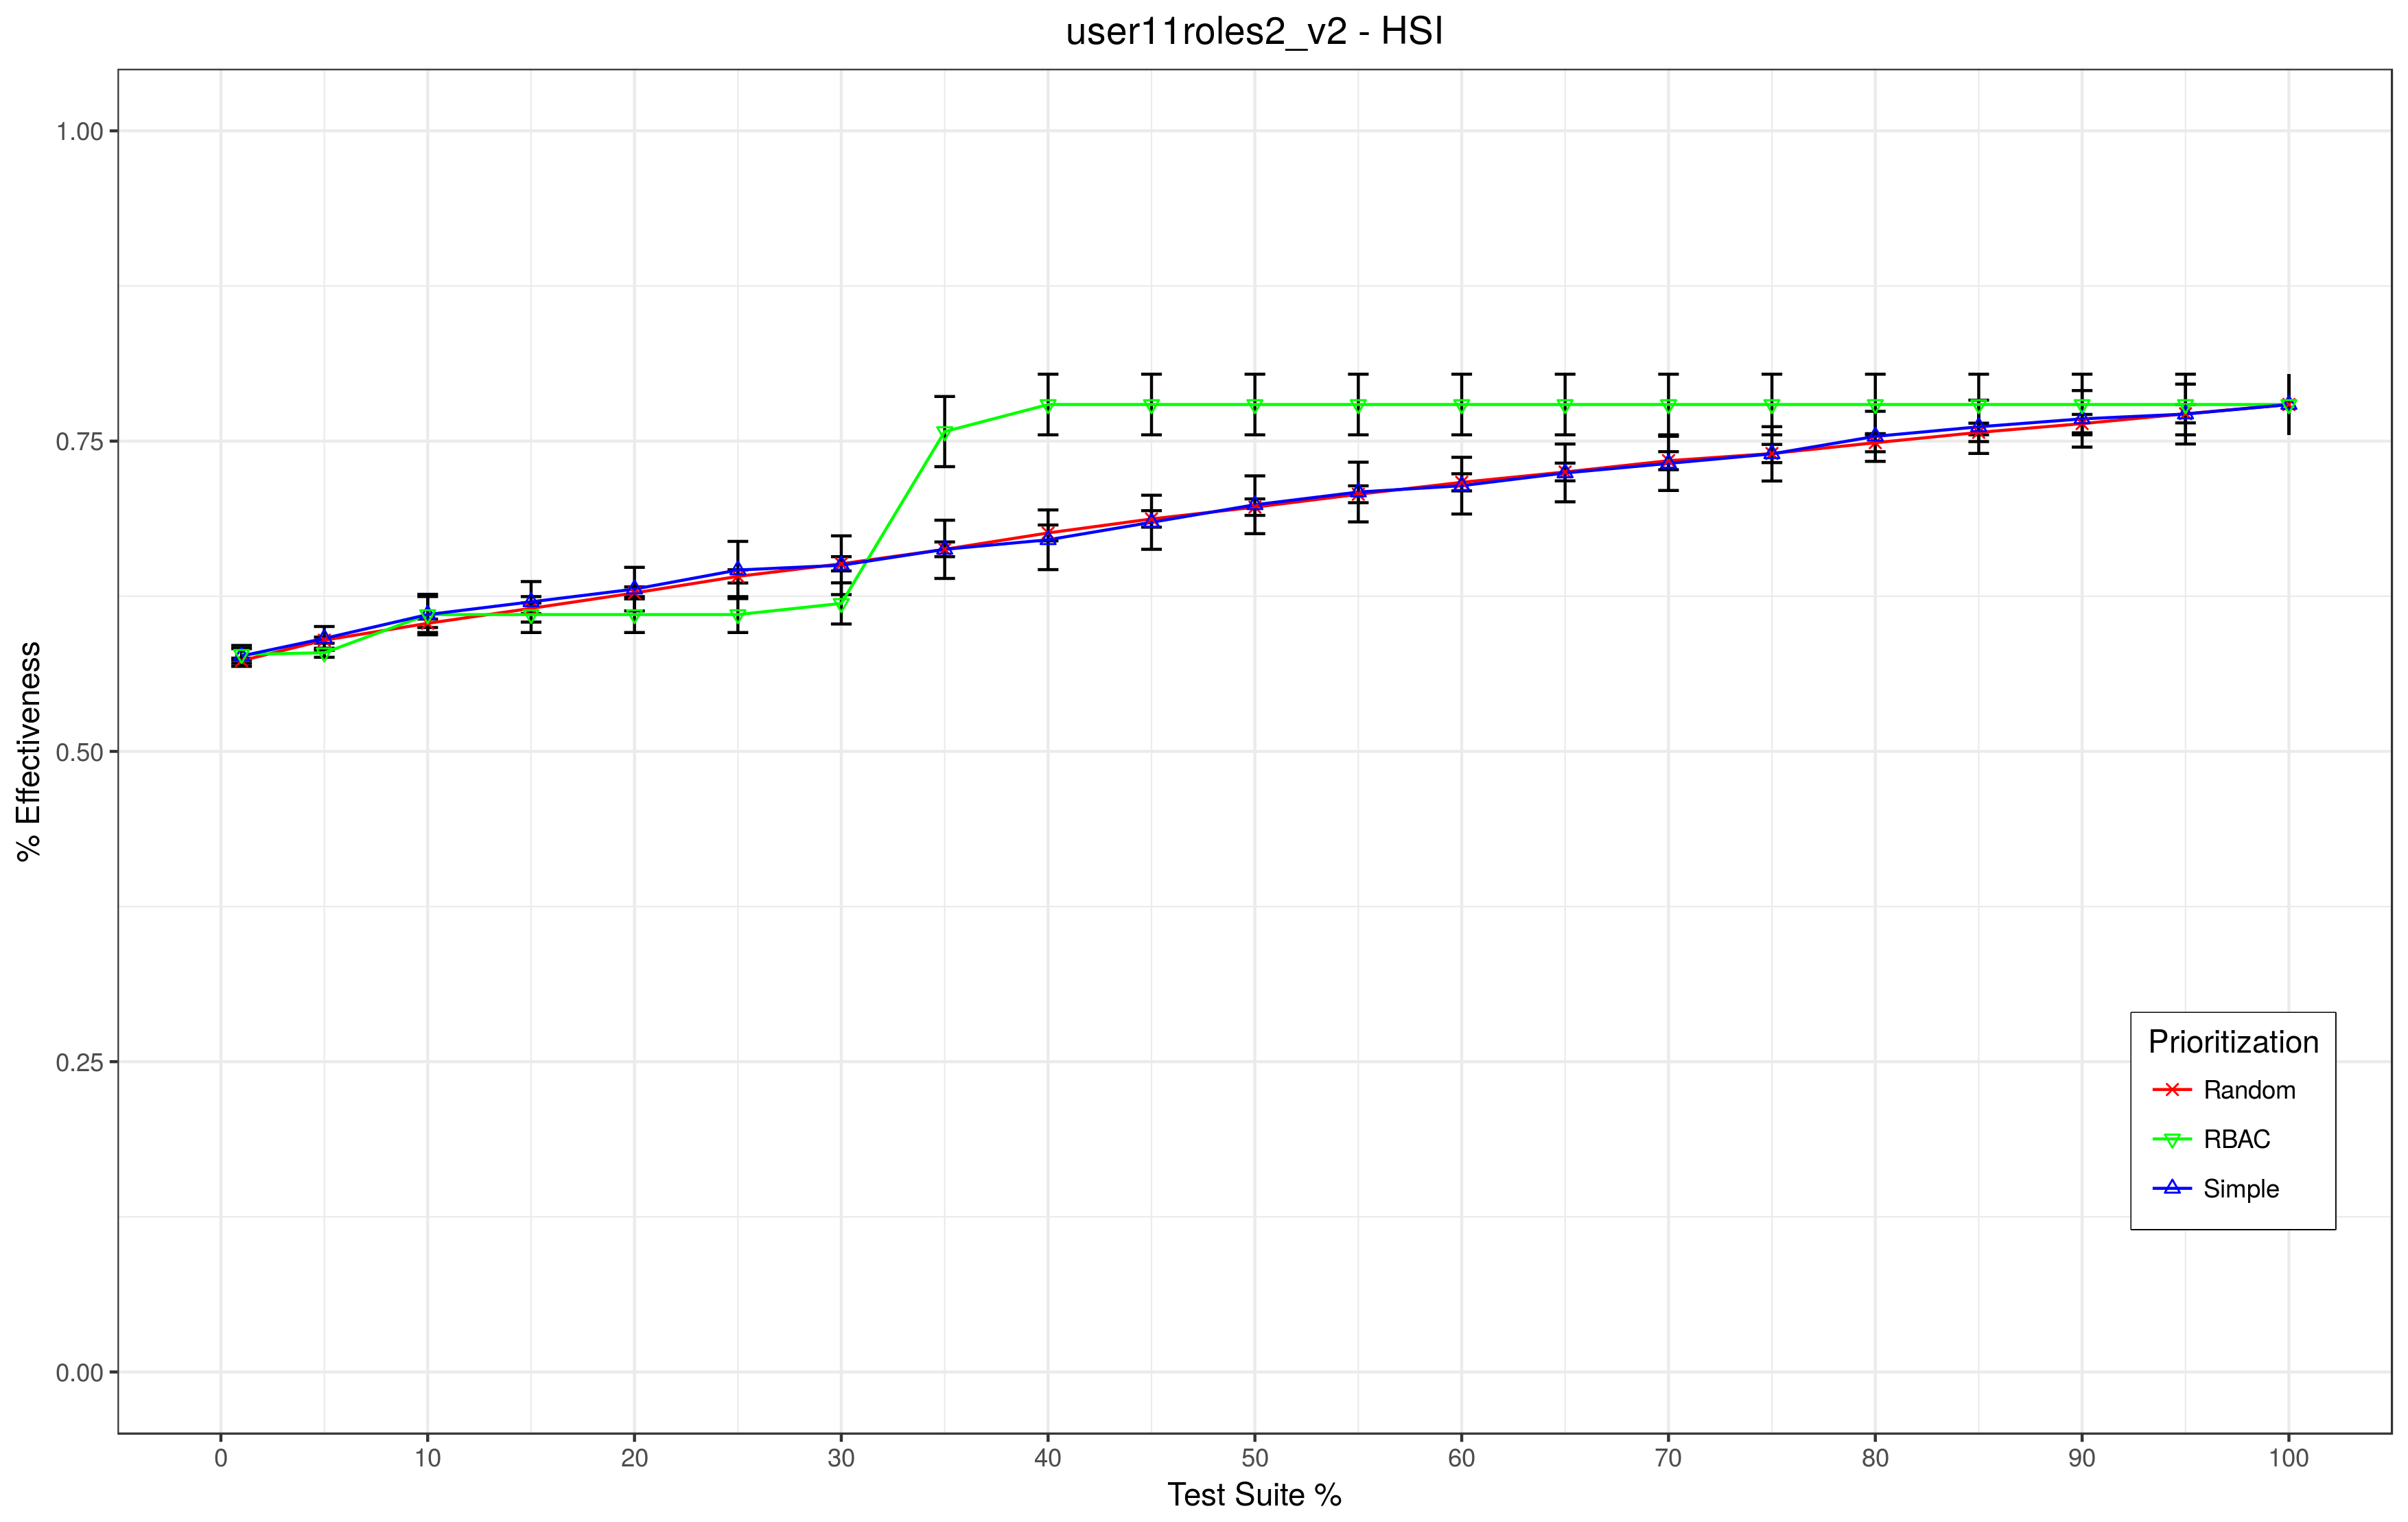 user11roles2_v2 - HSI
% Effectiveness
1.00
0.75
0.50
0.25
0.00
Prioritization
Random
RBAC
Simple
0 10 20 30 40 50 60 70 80 90 100
Test Suite %